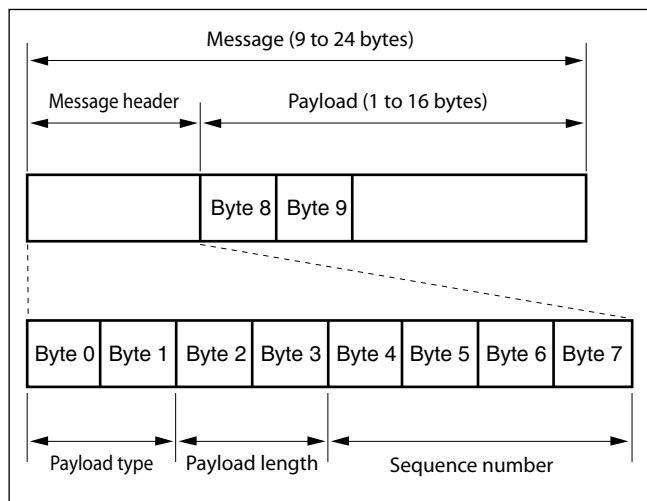 Message (9 to 24 bytes)
Message header
Payload (1 to 16 bytes)
Byte 8
Byte 9
Byte 0
Byte 1
Byte 2
Byte 3
Byte 4
Byte 5
Byte 6
Byte 7
Payload type
Payload length
Sequence number